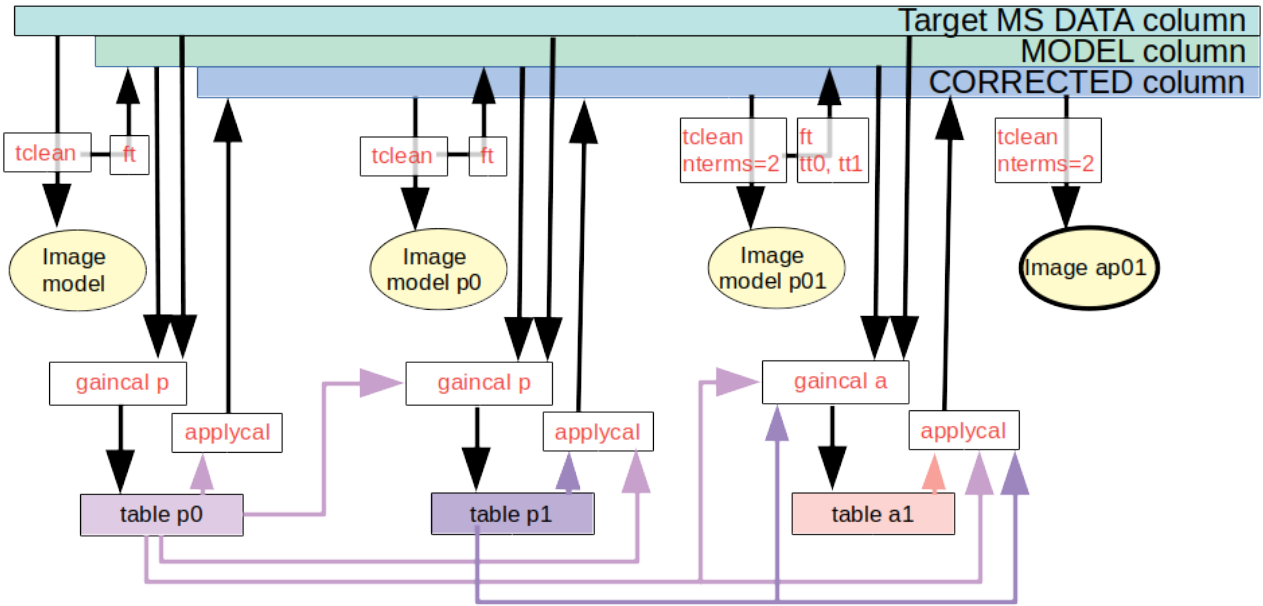 Target MS DATA column
MODEL column
CORRECTED column
tclean
ft
tclean
ft
tclean
nterms=2
ft
tt0, tt1
tclean
nterms=2
Image
model
Image
model p0
Image
model p01
Image ap01
gaincal p
gaincal p
gaincal a
applycal
applycal
applycal
table p0
table p1
table a1